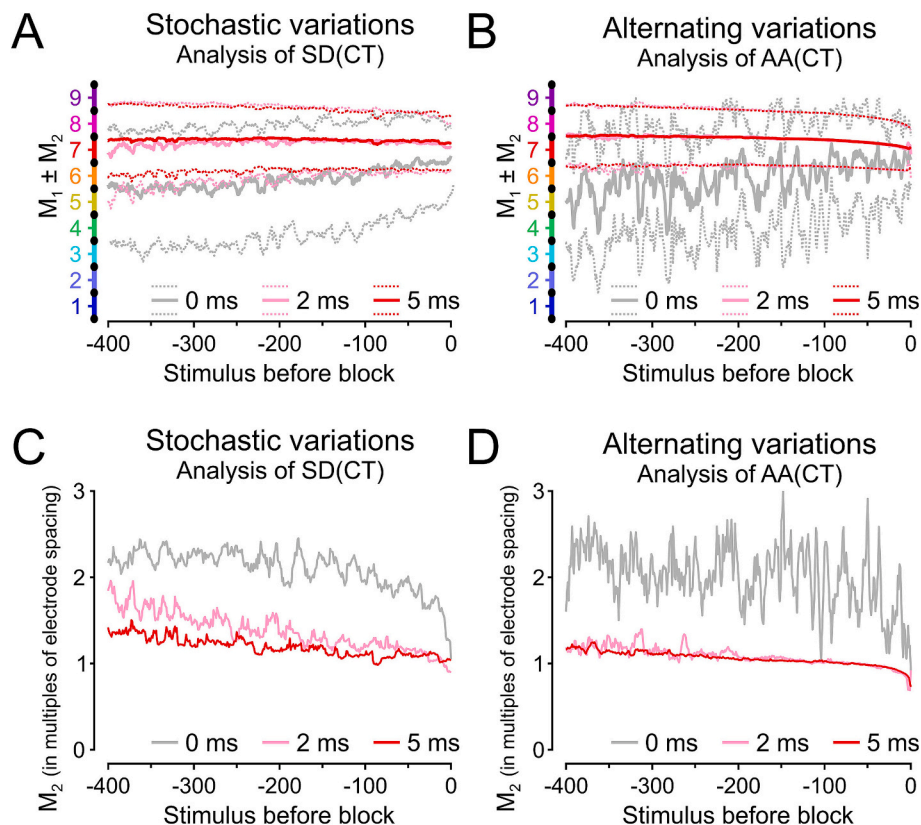 A
Stochastic variations
Analysis of SD(CT)
M1 ± M2
9
8
7
6
5
4
3
2
1
0 ms 2 ms 5 ms
-400 -300 -200 -100 0
Stimulus before block
B
Alternating variations
Analysis of AA(CT)
M1 ± M2
9
8
7
6
5
4
3
2
1
0 ms 2 ms 5 ms
-400 -300 -200 -100 0
Stimulus before block
C
Stochastic variations
Analysis of SD(CT)
M2 (in multiples of electrode spacing)
3
2
1
0
0 ms 2 ms 5 ms
-400 -300 -200 -100 0
Stimulus before block
D
Alternating variations
Analysis of AA(CT)
M2 (in multiples of electrode spacing)
3
2
1
0
0 ms 2 ms 5 ms
-400 -300 -200 -100 0
Stimulus before block